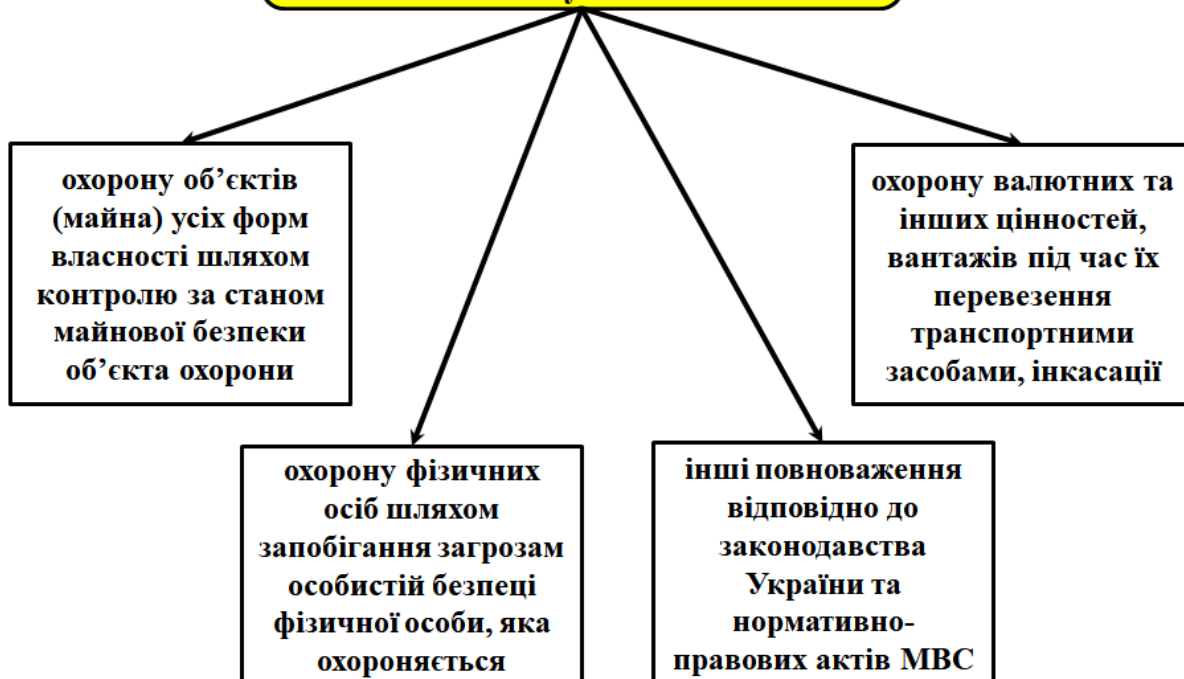 охорону об’єктів
(майна) усіх форм
власності шляхом
контролю за станом
майнової безпеки
об’єкта охорони
охорону фізичних
осіб шляхом
запобігання загрозам
особистій безпеці
фізичної особи, яка
охороняється
інші повноваження
відповідно до
законодавства
України та
нормативно-
правових актів МВС
охорону валютних та
інших цінностей,
вантажів під час їх
перевезення
транспортними
засобами, інкасації